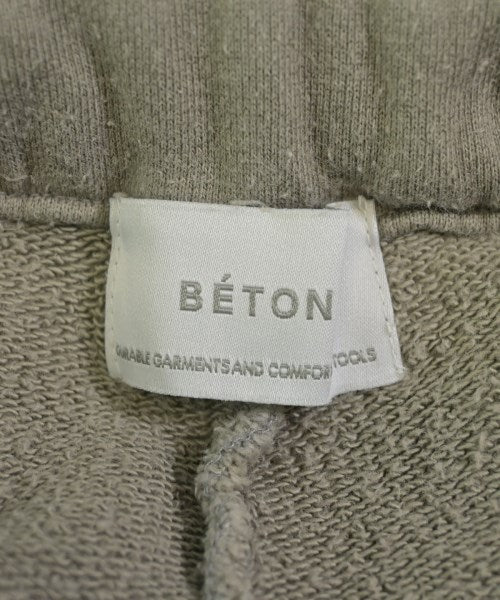 BÉTON
GARMENTS AND COMFORT TOOLS